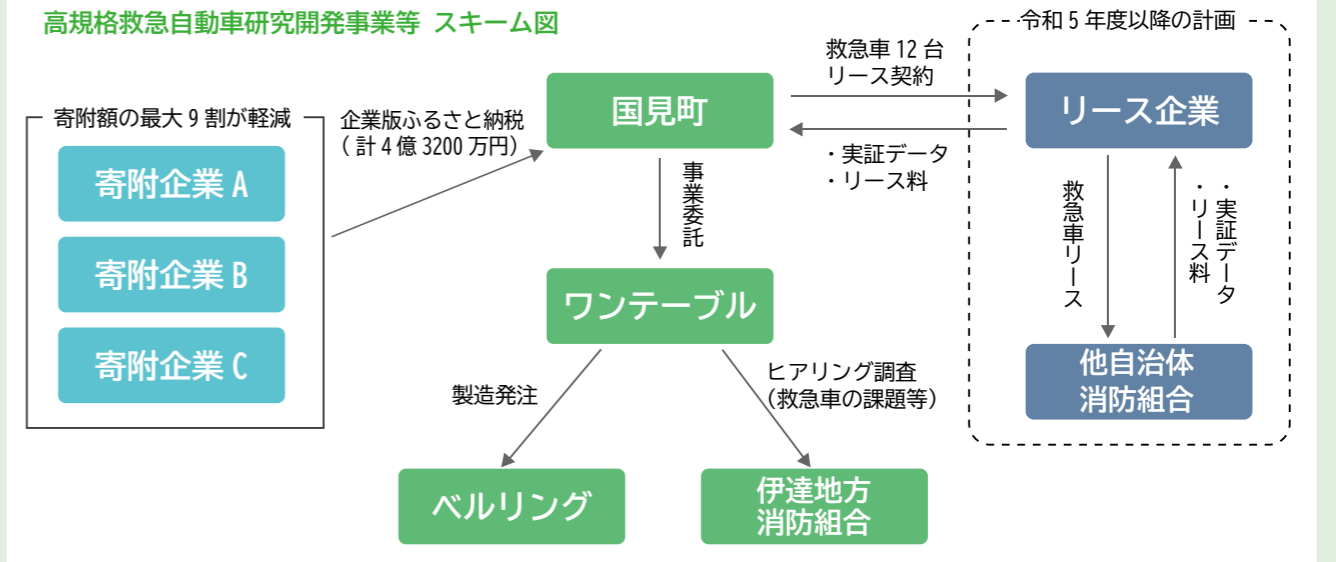 高規格救急自動車研究開発事業等 スキーム図
寄附額の最大9割が軽減
寄附企業A
寄附企業B
寄附企業C
企業版ふるさと納税
(計4億3200万円)
国見町
事業委託
ワンテーブル
製造発注
ベルリング
ヒアリング調査
(救急車の課題等)
伊達地方
消防組合
救急車12台
リース契約
・実証データ
・リース料
令和5年度以降の計画
リース企業
救急車リース
・実証データ
・リース料
他自治体
消防組合